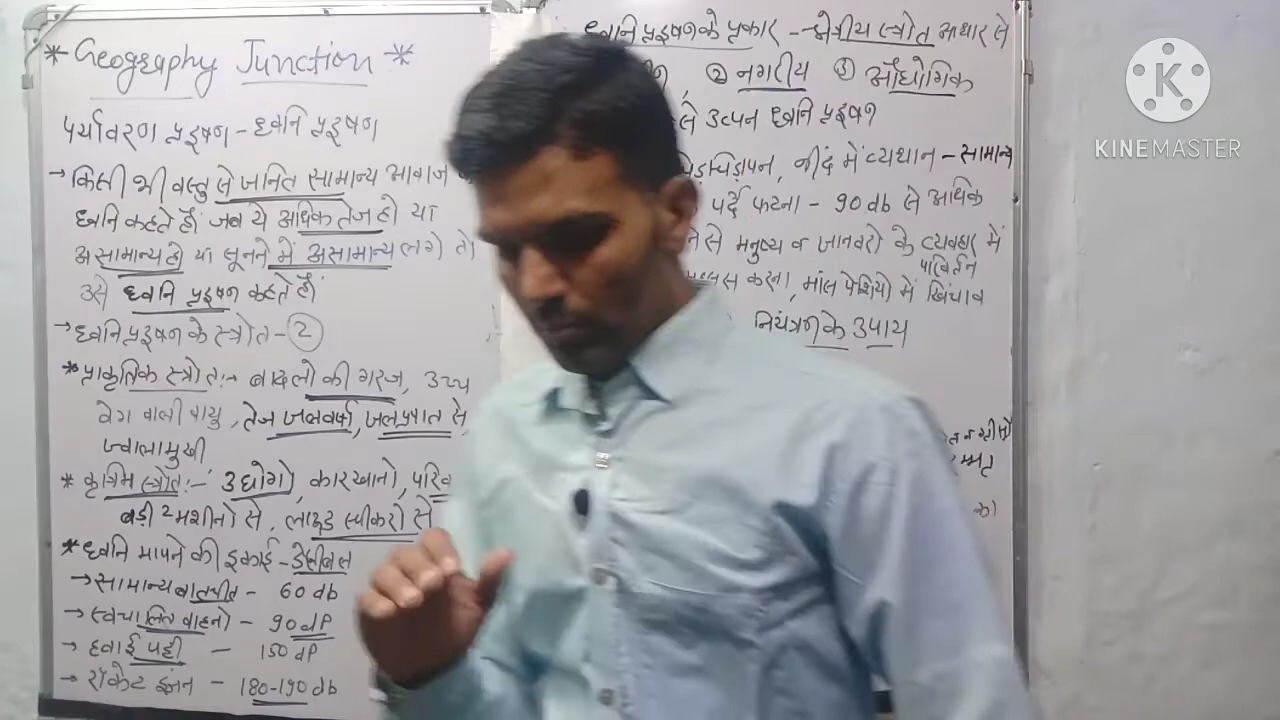 * Geography Junction *
पर्यावरण प्रदूषण - ध्वनि प्रदूषण
→ किसी भी वस्तु से जनित सामान्य आवाज
ध्वनि कहते हैं जब ये अधिक तेज हो या
असामान्य हो या सूनने में असामान्य लगे तो
उसे ध्वनि प्रदूषण कहते हैं
→ ध्वनि प्रदूषण के स्त्रोत - 2
* प्राकृतिक स्त्रोत :- बादलो की गरज, उच्च
वेग वाली वायु, तेज जलवर्षा, जलप्रपात से,
ज्वालामुखी
* कृत्रिम स्त्रोत :- उद्योगो, कारखानो,
बडी 2 मशीनो से, लाउड स्पीकरो से
* ध्वनि मापने की इकाई - डेसीबल
→ सामान्य बातचीत - 60 db
→ स्वचालित वाहनो - 90 dP
→ हवाई पट्टी - 150 dP
→ रॉकेट इंजन - 180-190 db
ध्वनि प्रदूषण के प्रकार - क्षेत्रीय स्त्रोत आधार से
, ② नगरीय ③ औद्योगिक
से उत्पन ध्वनि प्रदूषण
चिड़चिड़ापन, नींद में व्यधान - सामान्य
पर्दे फटना - 90 db से अधिक
मनुष्य व जानवरो के व्यवहार में
परिवर्तन
करना, मांस पेशियो में खिंचाव
नियंत्रण के उपाय
KINEMASTER